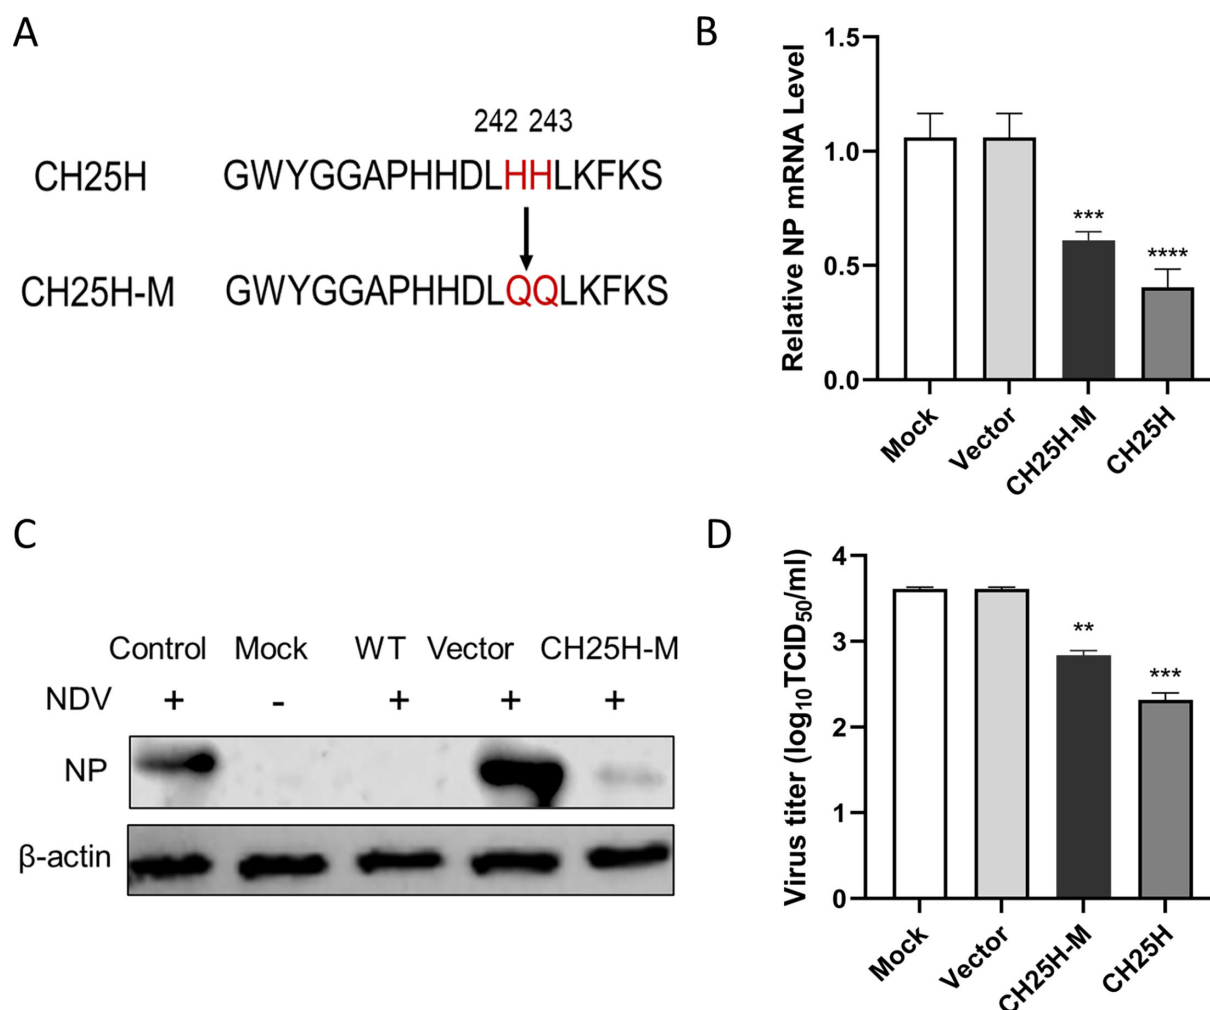 A
242 243
CH25H GWYGGAPHHDLHHLKFKS
CH25H-M GWYGGAPHHDLQQLKFKS
B
Relative NP mRNA Level
1.5
1.0
0.5
0.0
***
****
Mock
Vector
CH25H-M
CH25H
C
Control Mock WT Vector CH25H-M
NDV + - + + +
NP
β-actin
D
Virus titer (log₁₀TCID₅₀/ml)
4
3
2
1
0
**
***
Mock
Vector
CH25H-M
CH25H